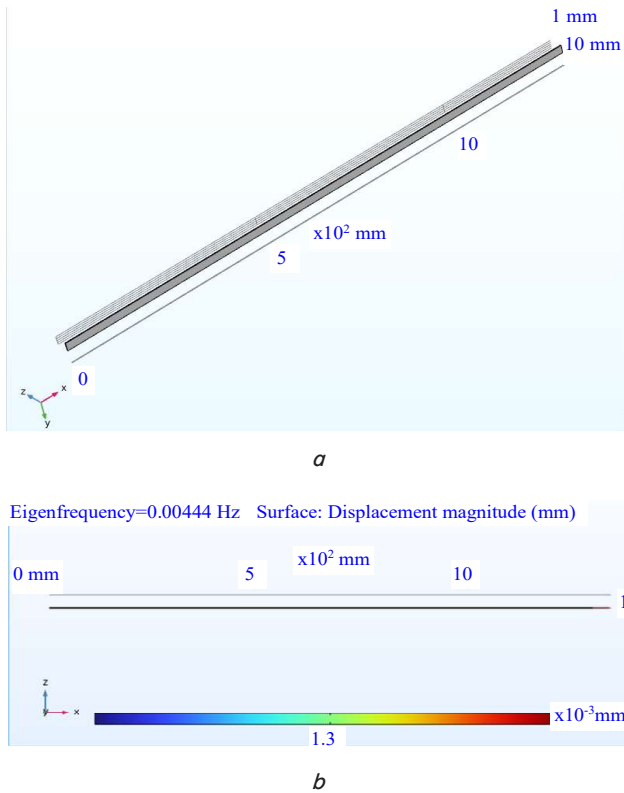 1 mm
10 mm
10
x10² mm
5
0
z
x
y
a
Eigenfrequency=0.00444 Hz Surface: Displacement magnitude (mm)
x10² mm
0 mm 5 10
1
z
y x
x10⁻³mm
1.3
b